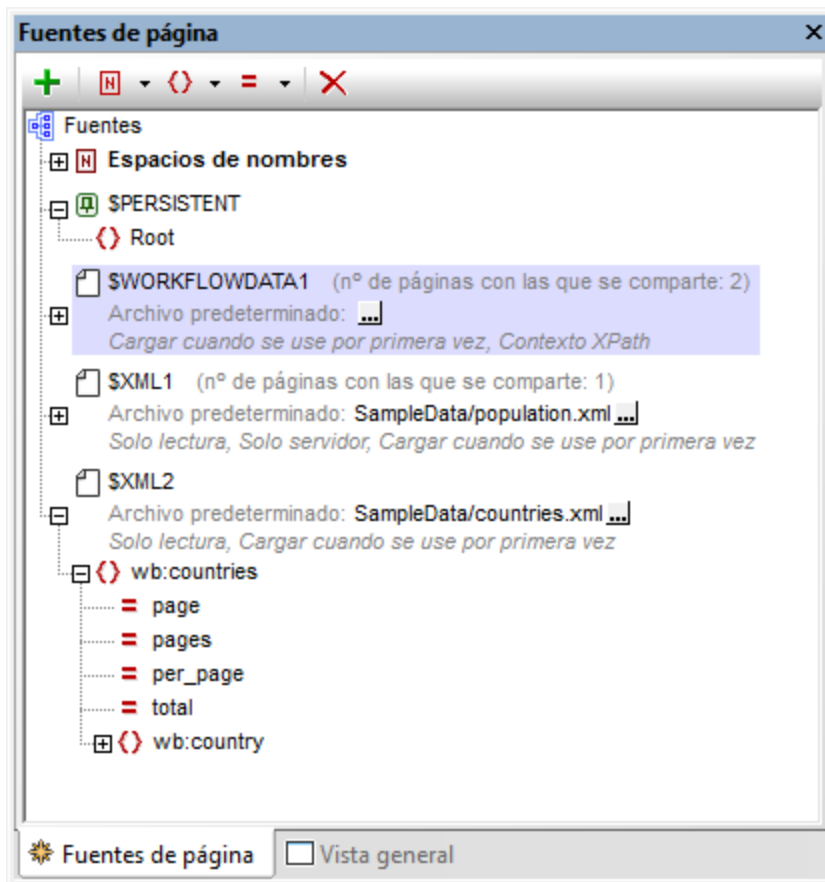 Fuentes de página
Fuentes
Espacios de nombres
$PERSISTENT
Root
$WORKFLOWDATA1 (nº de páginas con las que se comparte: 2)
Archivo predeterminado: ...
Cargar cuando se use por primera vez, Contexto XPath
$XML1 (nº de páginas con las que se comparte: 1)
Archivo predeterminado: SampleData/population.xml ...
Solo lectura, Solo servidor, Cargar cuando se use por primera vez
$XML2
Archivo predeterminado: SampleData/countries.xml ...
Solo lectura, Cargar cuando se use por primera vez
wb:countries
page
pages
per_page
total
wb:country
Fuentes de página Vista general